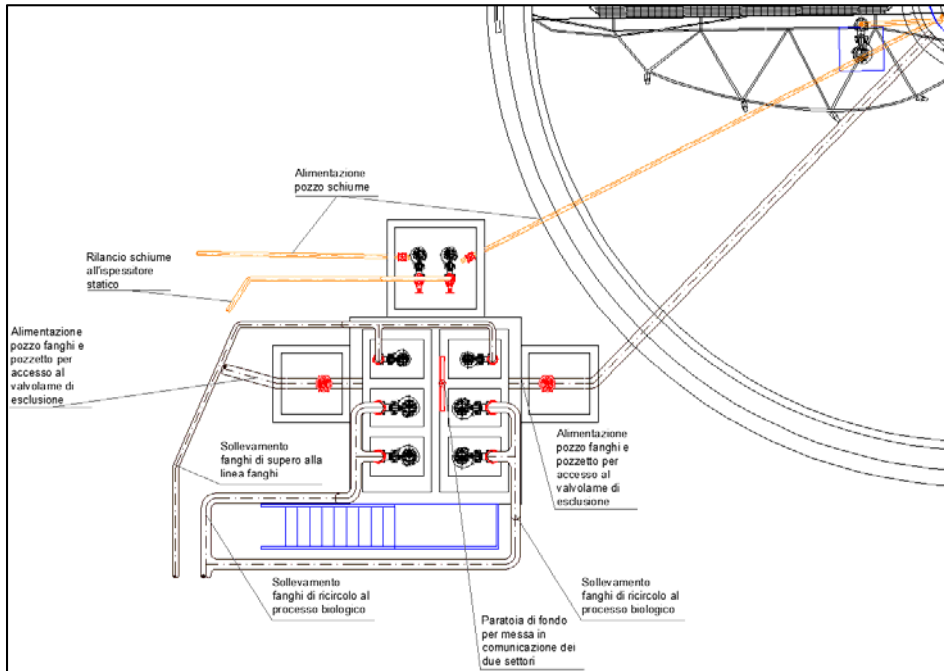 Alimentazione
pozzo schiume
Rilancio schiume
all'ispessitore
statico
Alimentazione
pozzo fanghi e
pozzetto per
accesso al
valvolame di
esclusione
Sollevamento
fanghi di supero alla
linea fanghi
Alimentazione
pozzo fanghi e
pozzetto per
accesso al
valvolame di
esclusione
Sollevamento
fanghi di ricircolo al
processo biologico
Sollevamento
fanghi di ricircolo al
processo biologico
Paratoia di fondo
per messa in
comunicazione dei
due settori